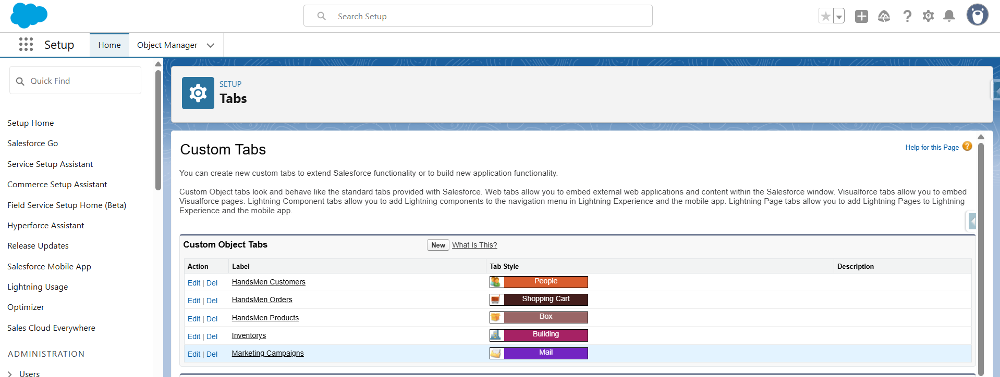 Search Setup
Setup
Home
Object Manager
Quick Find
Setup Home
Salesforce Go
Service Setup Assistant
Commerce Setup Assistant
Field Service Setup Home (Beta)
Hyperforce Assistant
Release Updates
Salesforce Mobile App
Lightning Usage
Optimizer
Sales Cloud Everywhere
ADMINISTRATION
Users
SETUP
Tabs
Custom Tabs
Help for this Page ?
You can create new custom tabs to extend Salesforce functionality or to build new application functionality.
Custom Object tabs look and behave like the standard tabs provided with Salesforce. Web tabs allow you to embed external web applications and content within the Salesforce window. Visualforce tabs allow you to embed
Visualforce pages. Lightning Component tabs allow you to add Lightning components to the navigation menu in Lightning Experience and the mobile app. Lightning Page tabs allow you to add Lightning Pages to Lightning
Experience and the mobile app.
Custom Object Tabs New What Is This?
Action Label Tab Style Description
Edit | Del HandsMen Customers People
Edit | Del HandsMen Orders Shopping Cart
Edit | Del HandsMen Products Box
Edit | Del Inventorys Building
Edit | Del Marketing Campaigns Mail